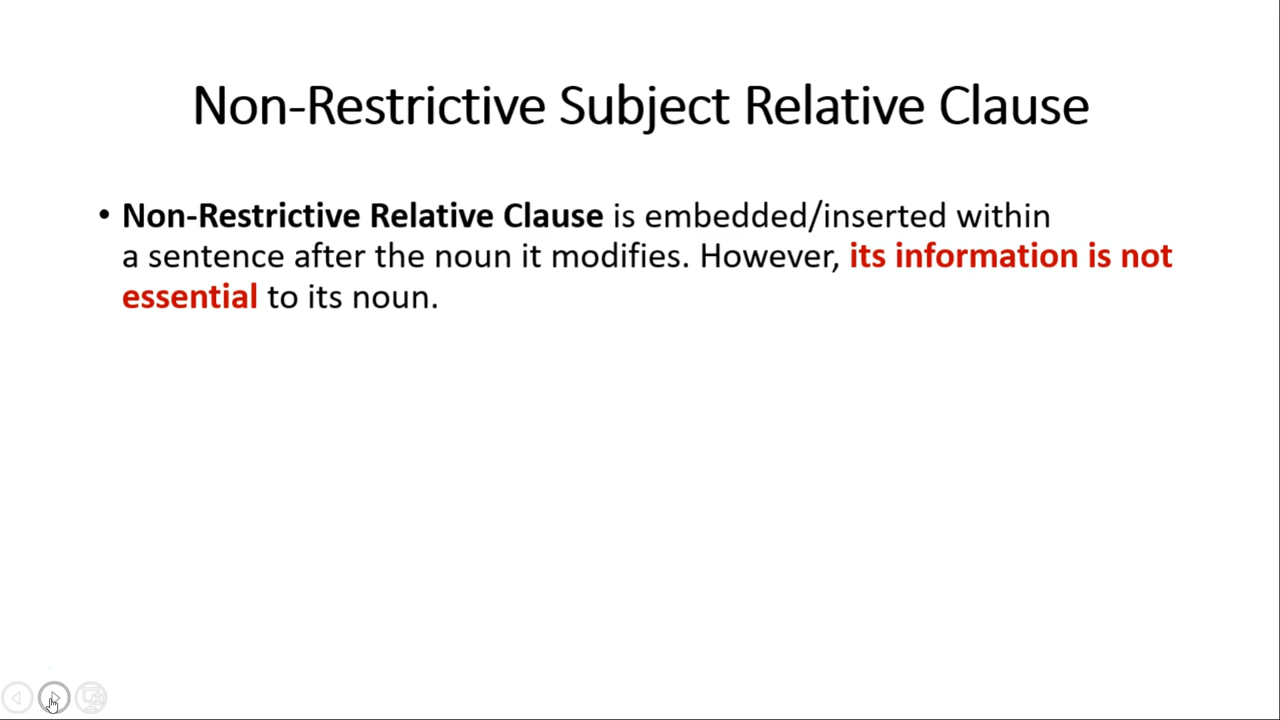 Non-Restrictive Subject Relative Clause
• Non-Restrictive Relative Clause is embedded/inserted within
a sentence after the noun it modifies. However, its information is not
essential to its noun.